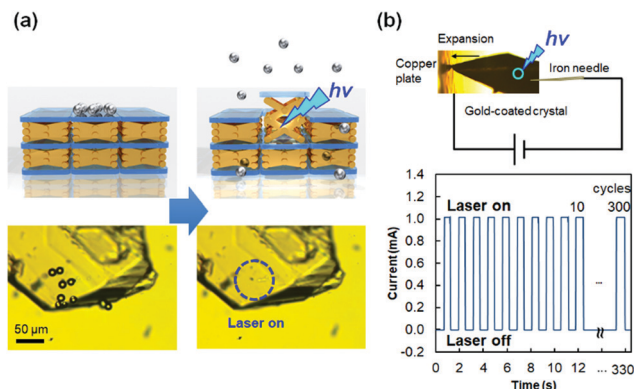 (a)
hν
50 µm
Laser on
(b)
hν
Expansion
Copper
plate
Iron needle
Gold-coated crystal
cycles
Laser on
10
300
1.4
1.2
1.0
0.8
0.6
0.4
0.2
0.0
-0.2
Current(mA)
...
Laser off
0 2 4 6 8 10 12 ... 330
Time (s)